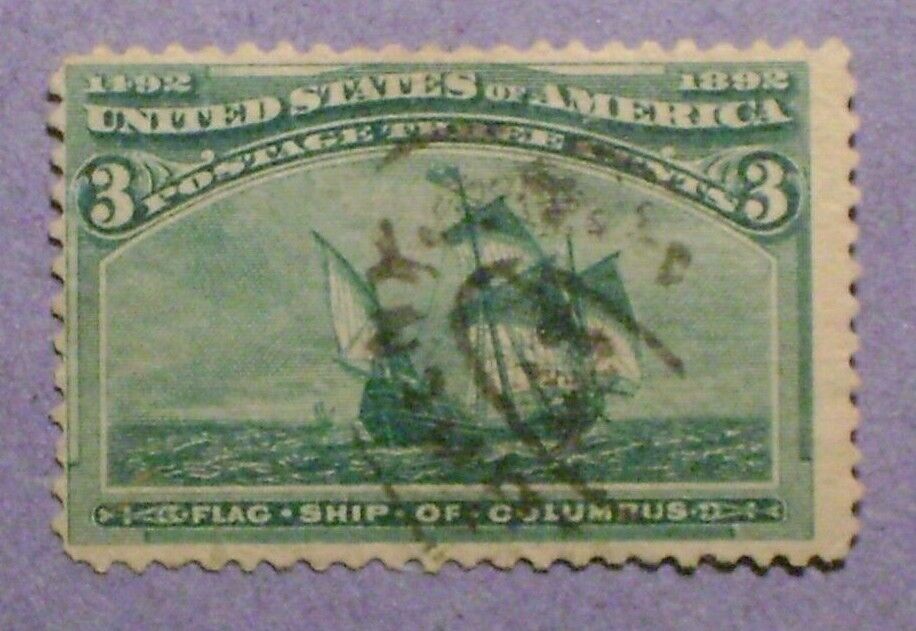 1492 1892
UNITED STATES OF AMERICA
POSTAGE THREE CENTS
3 3
FLAG · SHIP · OF · COLUMBUS